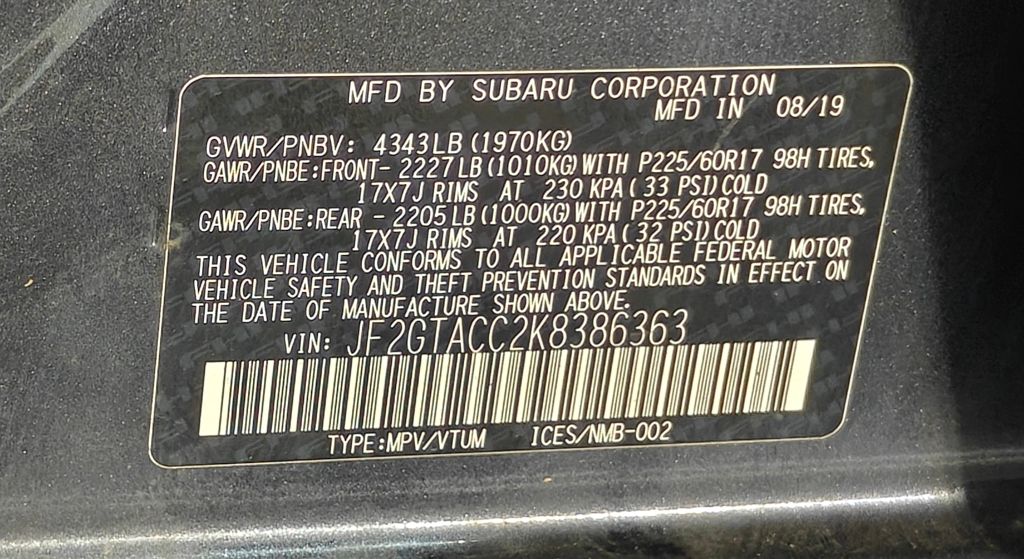 MFD BY SUBARU CORPORATION
MFD IN 08/19
GVWR/PNBV: 4343LB (1970KG)
GAWR/PNBE:FRONT- 2227LB (1010KG) WITH P225/60R17 98H TIRES,
17X7J RIMS AT 230 KPA ( 33 PSI) COLD
GAWR/PNBE:REAR - 2205LB (1000KG) WITH P225/60R17 98H TIRES,
17X7J RIMS AT 220 KPA ( 32 PSI) COLD
THIS VEHICLE CONFORMS TO ALL APPLICABLE FEDERAL MOTOR
VEHICLE SAFETY AND THEFT PREVENTION STANDARDS IN EFFECT ON
THE DATE OF MANUFACTURE SHOWN ABOVE.
VIN: JF2GTACC2K8386363
TYPE:MPV/VTUM ICES/NMB-002